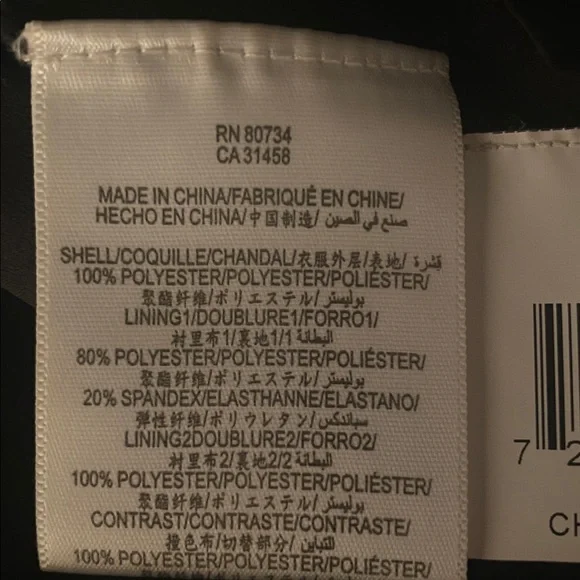 RN 80734
CA 31458
MADE IN CHINA/FABRIQUÉ EN CHINE/
HECHO EN CHINA/中国制造/ صنع في الصين
SHELL/COQUILLE/CHANDAL/衣服外层/表地/ قشرة
100% POLYESTER/POLYESTER/POLIÉSTER/
聚酯纤维/ポリエステル/بوليستر
LINING1/DOUBLURE1/FORRO1/
衬里布1/裏地1/البطانة 1
80% POLYESTER/POLYESTER/POLIÉSTER/
聚酯纤维/ポリエステル/بوليستر
20% SPANDEX/ELASTHANNE/ELASTANO/
弹性纤维/ポリウレタン/سباندكس
LINING2DOUBLURE2/FORRO2/
衬里布2/裏地2/البطانة 2
100% POLYESTER/POLYESTER/POLIÉSTER/
聚酯纤维/ポリエステル/بوليستر
CONTRAST/CONTRASTE/CONTRASTE/
撞色布/切替部分/التباين
100% POLYESTER/POLYESTER/POLIÉSTER/
7 2
CH